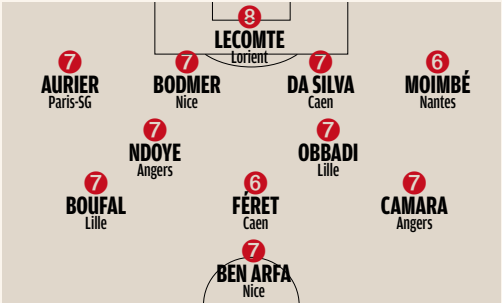 8
LECOMTE
Lorient
7 7 7 6
AURIER BODMER DA SILVA MOIMBÉ
Paris-SG Nice Caen Nantes
7 7
NDOYE OBBADI
Angers Lille
7 6 7
BOUFAL FÉRET CAMARA
Lille Caen Angers
7
BEN ARFA
Nice